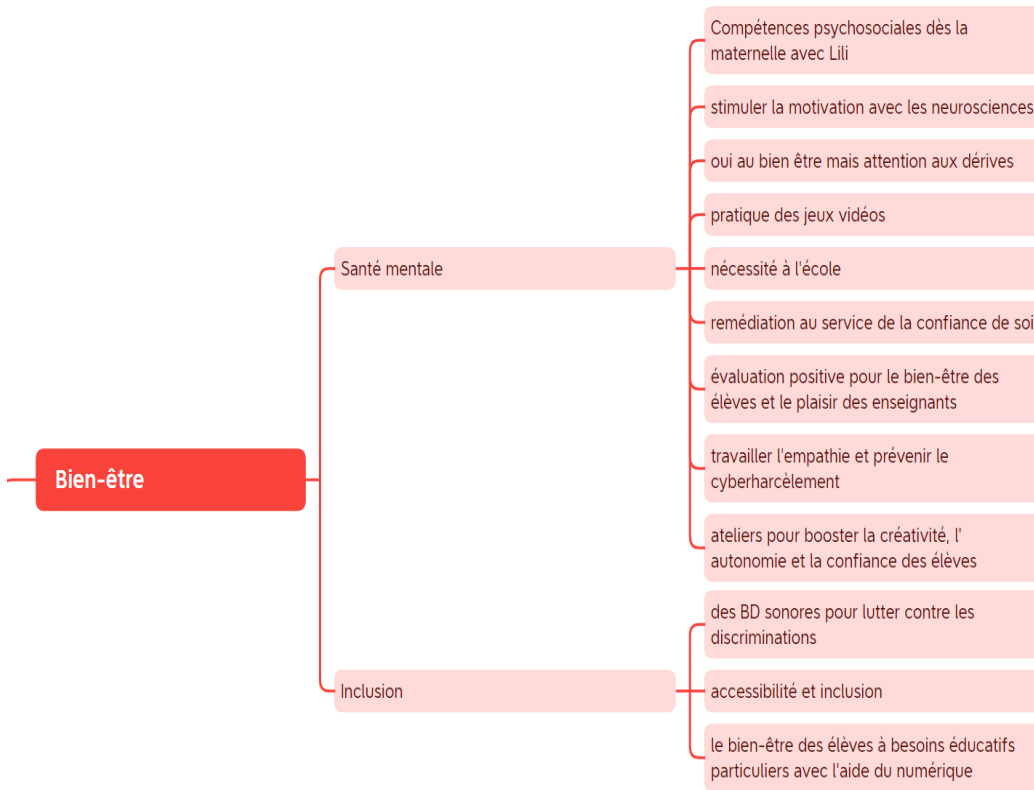 Compétences psychosociales dès la
maternelle avec Lili
stimuler la motivation avec les neurosciences
oui au bien être mais attention aux dérives
pratique des jeux vidéos
Santé mentale
nécessité à l'école
remédiation au service de la confiance de soi
évaluation positive pour le bien-être des
élèves et le plaisir des enseignants
travailler l'empathie et prévenir le
cyberharcèlement
Bien-être
ateliers pour booster la créativité, l'
autonomie et la confiance des élèves
des BD sonores pour lutter contre les
discriminations
Inclusion
accessibilité et inclusion
le bien-être des élèves à besoins éducatifs
particuliers avec l'aide du numérique